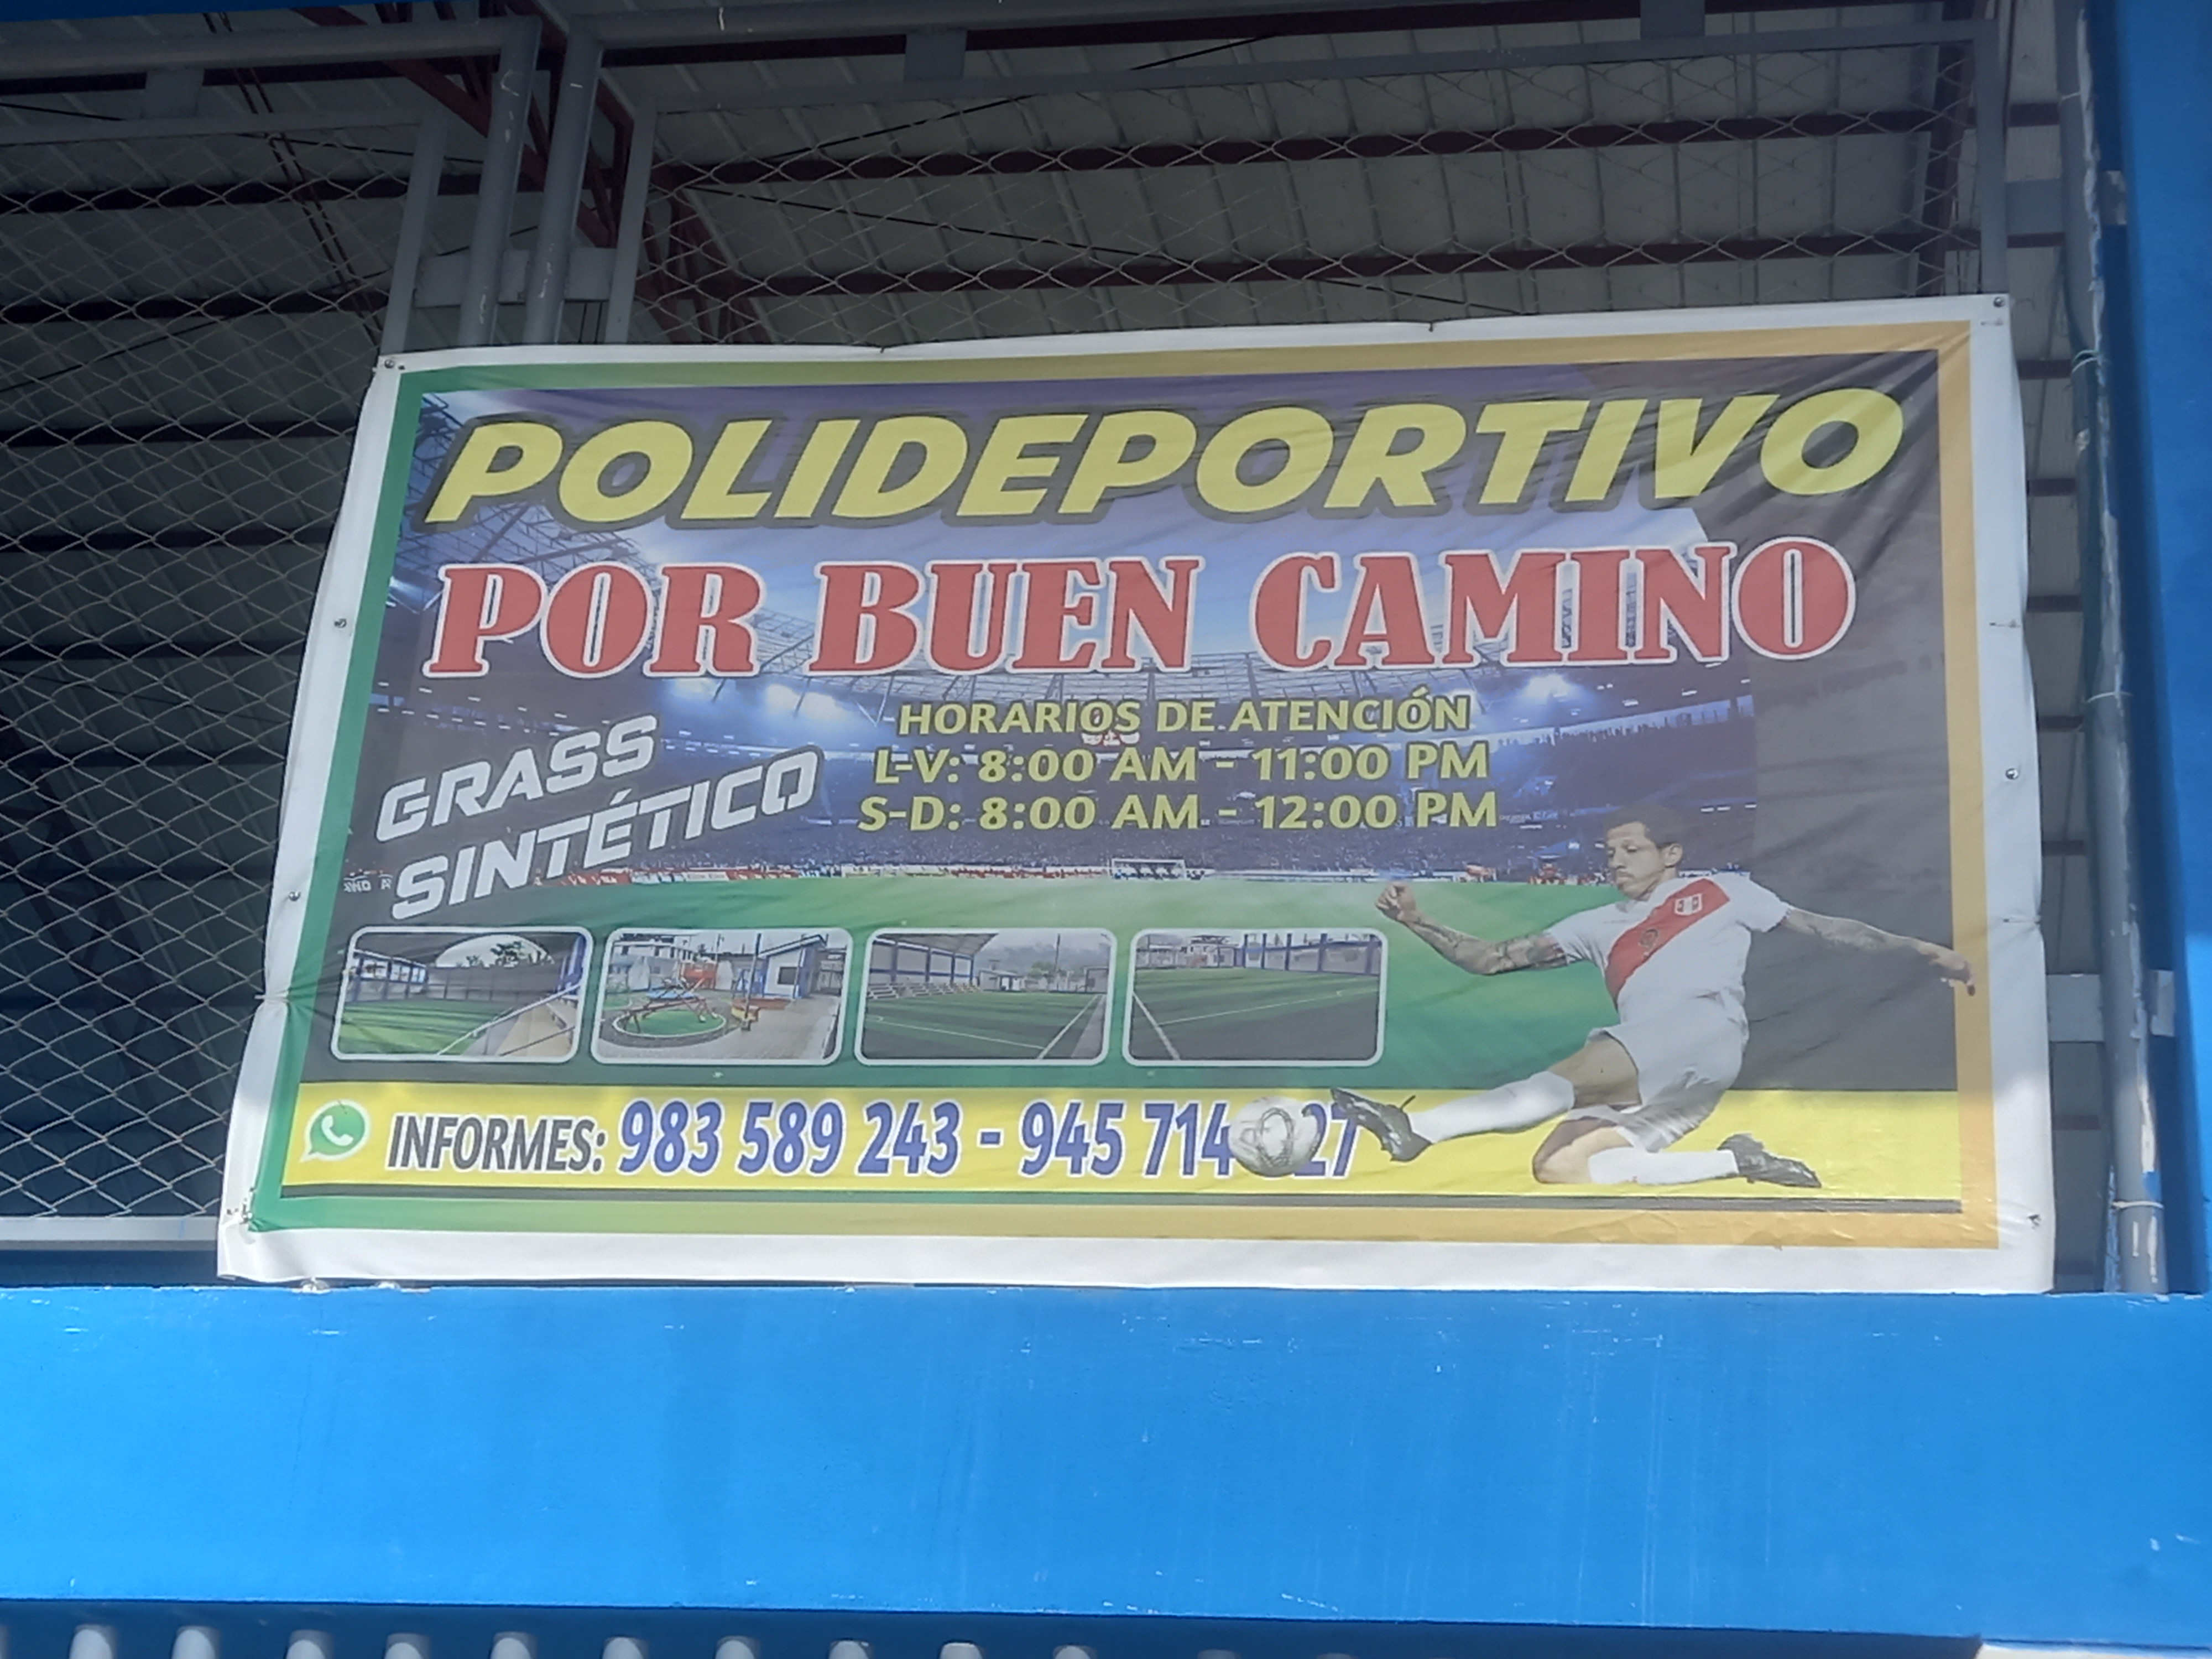 POLIDEPORTIVO
POR BUEN CAMINO
HORARIOS DE ATENCIÓN
L-V: 8:00 AM - 11:00 PM
S-D: 8:00 AM - 12:00 PM
GRASS
SINTÉTICO
INFORMES: 983 589 243 - 945 714 27